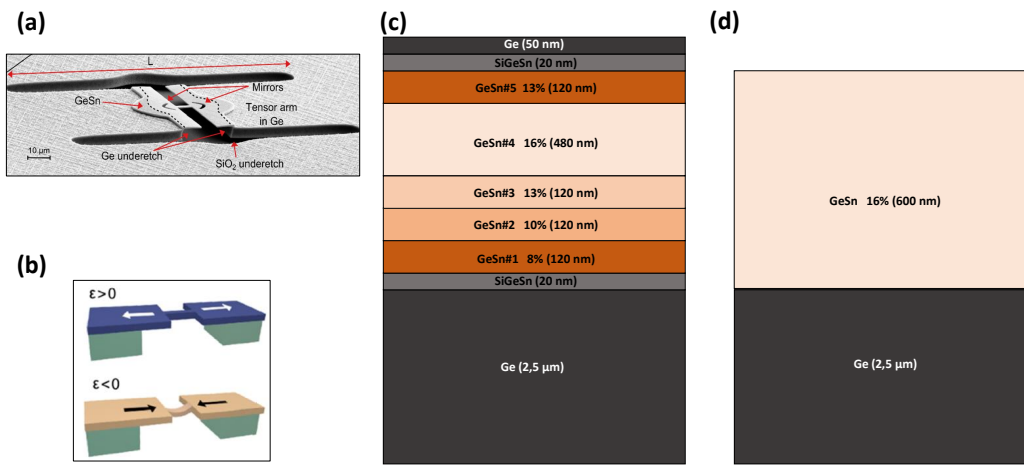 (a)
L
Mirrors
GeSn
Tensor arm
in Ge
10 µm
Ge underetch
SiO2 underetch
(b)
ε>0
ε<0
(c)
Ge (50 nm)
SiGeSn (20 nm)
GeSn#5 13% (120 nm)
GeSn#4 16% (480 nm)
GeSn#3 13% (120 nm)
GeSn#2 10% (120 nm)
GeSn#1 8% (120 nm)
SiGeSn (20 nm)
Ge (2,5 µm)
(d)
GeSn 16% (600 nm)
Ge (2,5 µm)